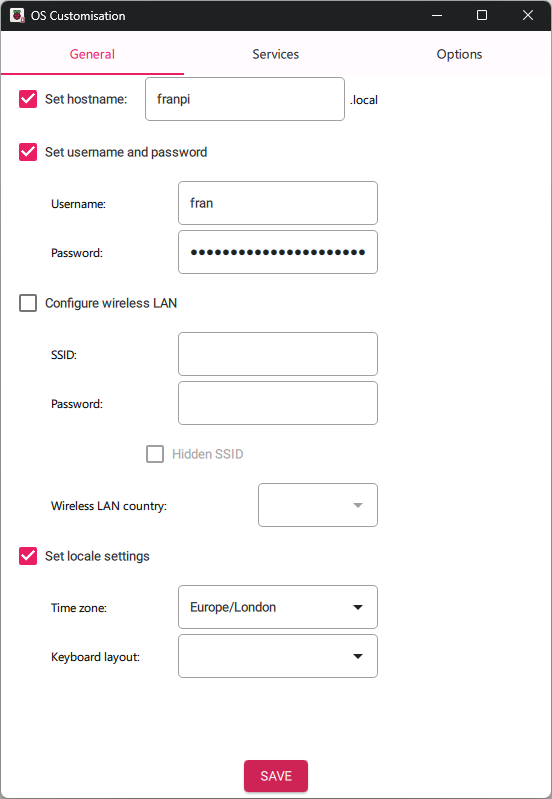 OS Customisation
General Services Options
Set hostname: franpi .local
Set username and password
Username: fran
Password: ••••••••••••••••••••••
Configure wireless LAN
SSID:
Password:
Hidden SSID
Wireless LAN country:
Set locale settings
Time zone: Europe/London
Keyboard layout:
SAVE